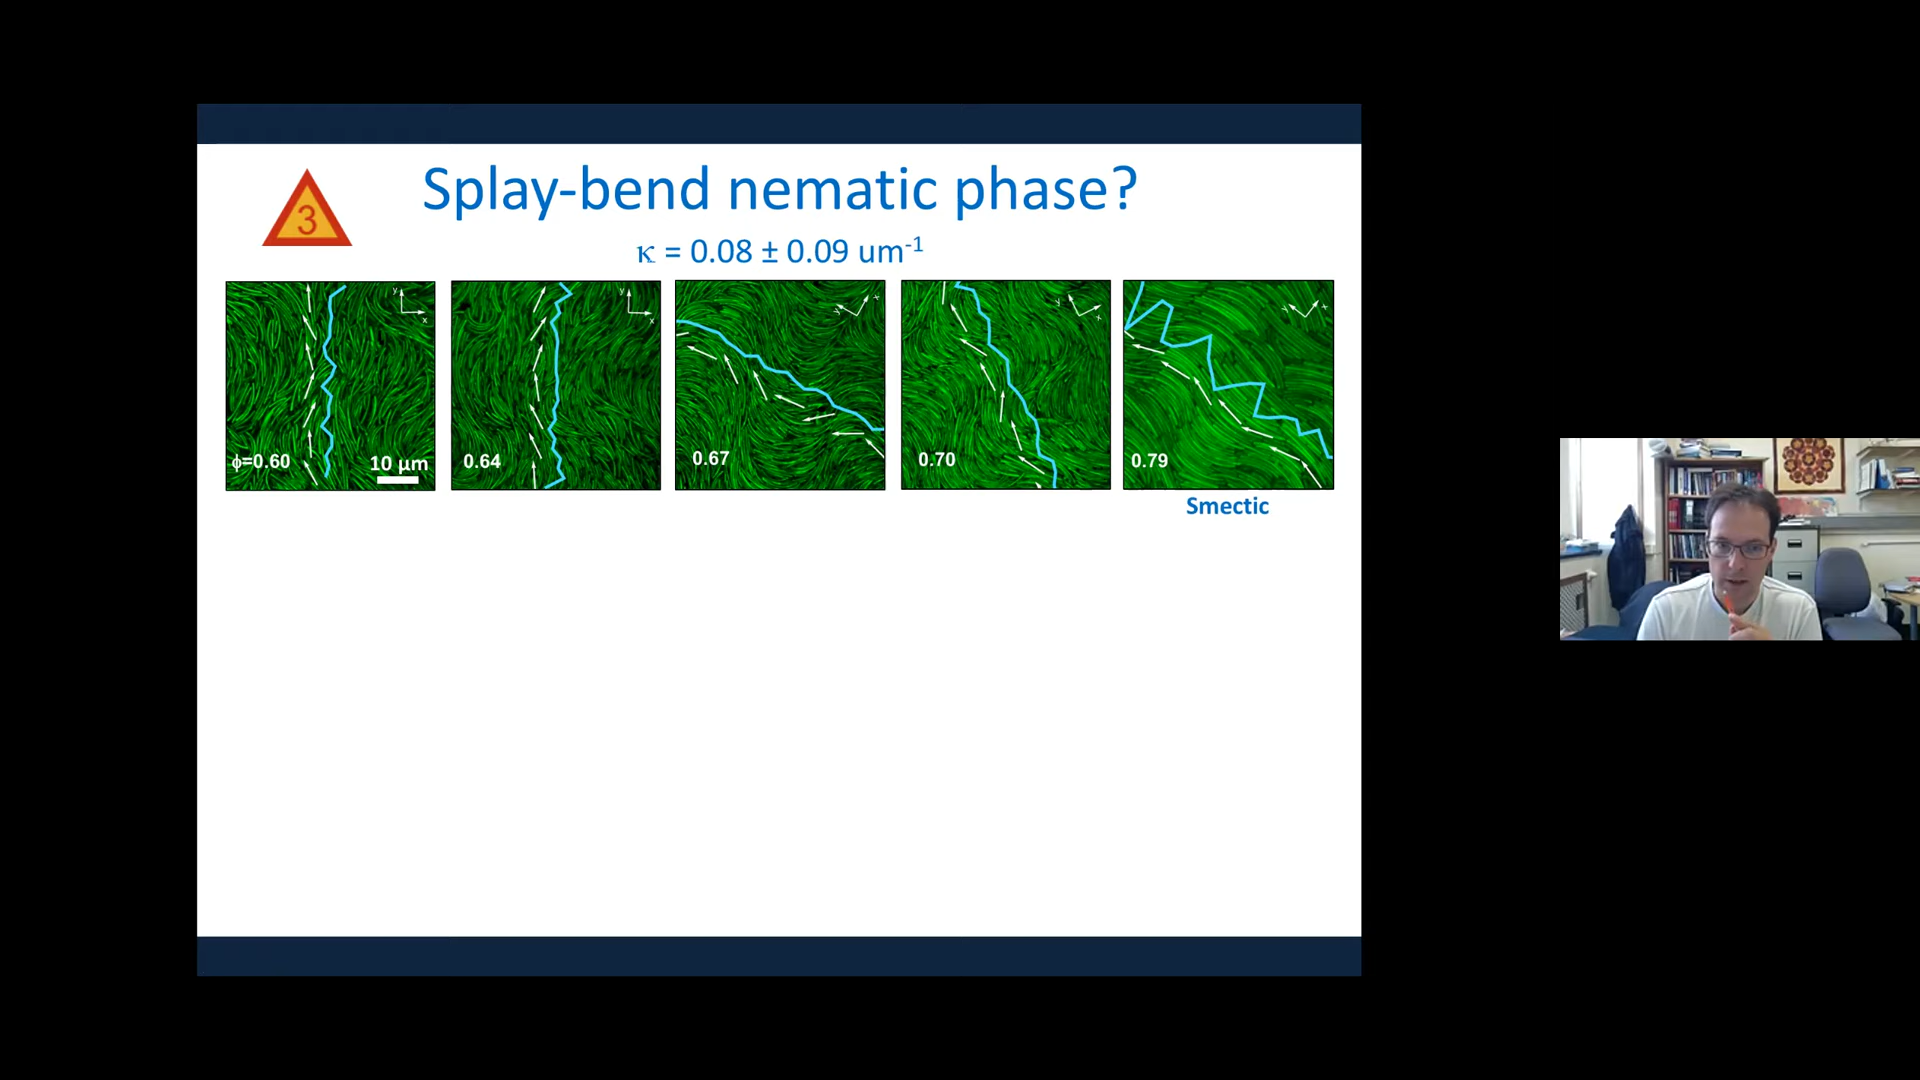 3
Splay-bend nematic phase?
κ = 0.08 ± 0.09 um⁻¹
y
x
ϕ=0.60
10 μm
y
x
0.64
y
x
0.67
y
x
0.70
y
x
0.79
Smectic